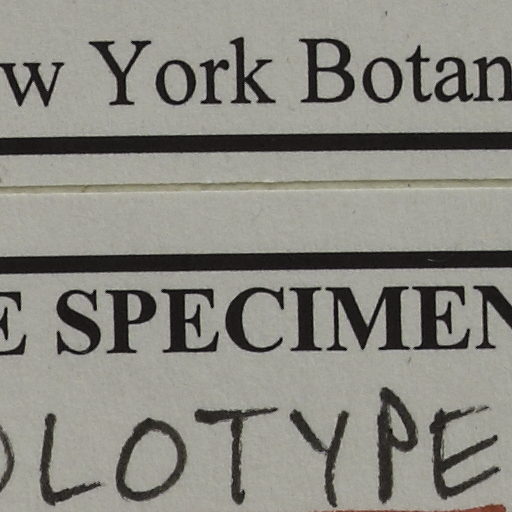 w York Botan
E SPECIMEN
OLOTYPE